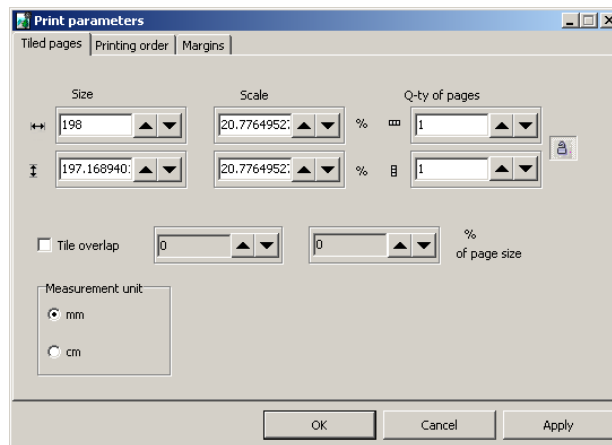 Print parameters
Tiled pages Printing order Margins
Size Scale Q-ty of pages
198 20.7764952 % 1
197.16894 20.7764952 % 1
Tile overlap 0 0 %
of page size
Measurement unit
mm
cm
OK Cancel Apply